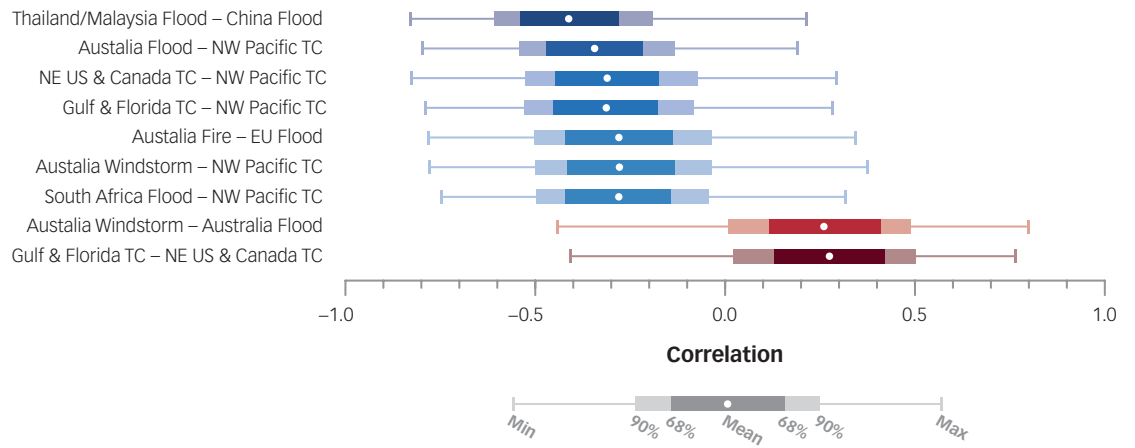 Thailand/Malaysia Flood – China Flood
Austalia Flood – NW Pacific TC
NE US & Canada TC – NW Pacific TC
Gulf & Florida TC – NW Pacific TC
Austalia Fire – EU Flood
Austalia Windstorm – NW Pacific TC
South Africa Flood – NW Pacific TC
Austalia Windstorm – Australia Flood
Gulf & Florida TC – NE US & Canada TC
−1.0 −0.5 0.0 0.5 1.0
Correlation
Min 90% 68% Mean 68% 90% Max